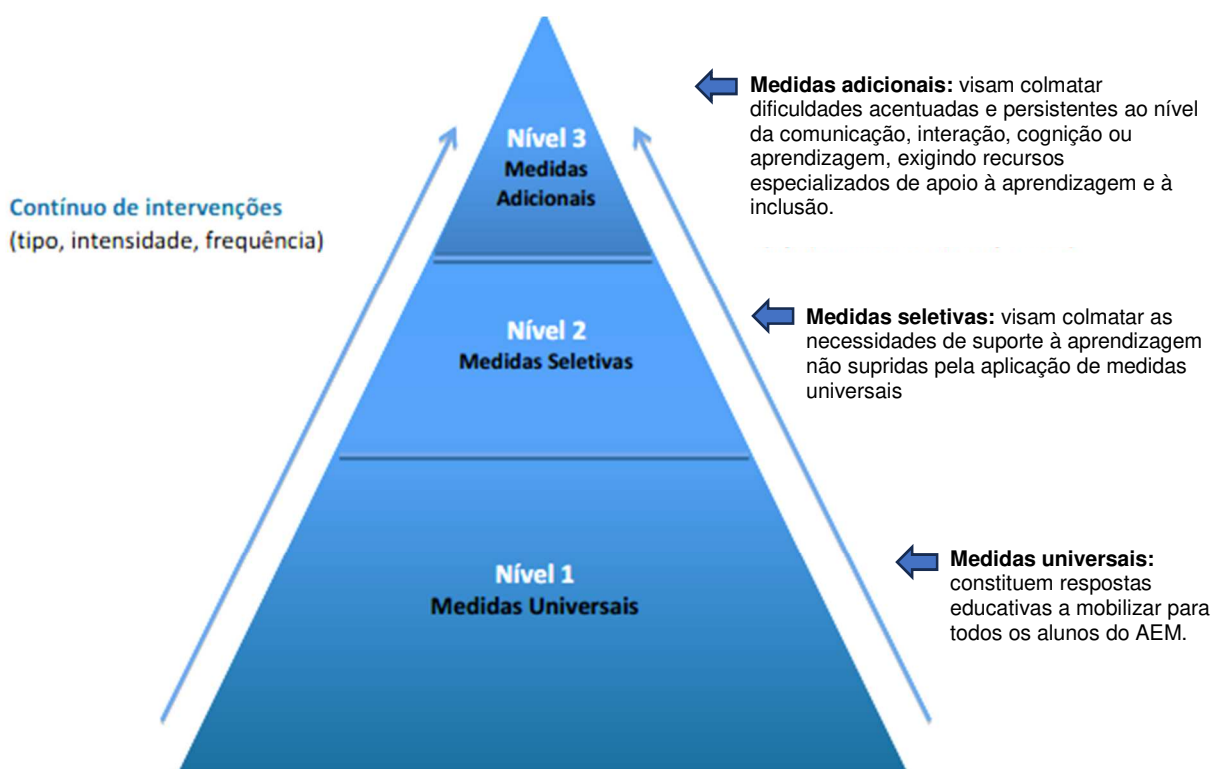 Medidas adicionais: visam colmatar
dificuldades acentuadas e persistentes ao nível
da comunicação, interação, cognição ou
aprendizagem, exigindo recursos
especializados de apoio à aprendizagem e à
inclusão.
Nível 3
Medidas
Adicionais
Contínuo de intervenções
(tipo, intensidade, frequência)
Medidas seletivas: visam colmatar as
necessidades de suporte à aprendizagem
não supridas pela aplicação de medidas
universais
Nível 2
Medidas Seletivas
Medidas universais:
constituem respostas
educativas a mobilizar para
todos os alunos do AEM.
Nível 1
Medidas Universais